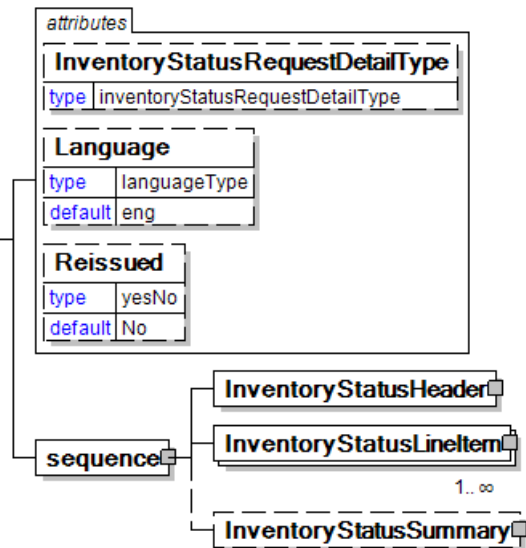 attributes
InventoryStatusRequestDetailType
type inventoryStatusRequestDetailType
Language
type languageType
default eng
Reissued
type yesNo
default No
InventoryStatusHeader
InventoryStatusLineItem
sequence
1.. ∞
InventoryStatusSummary